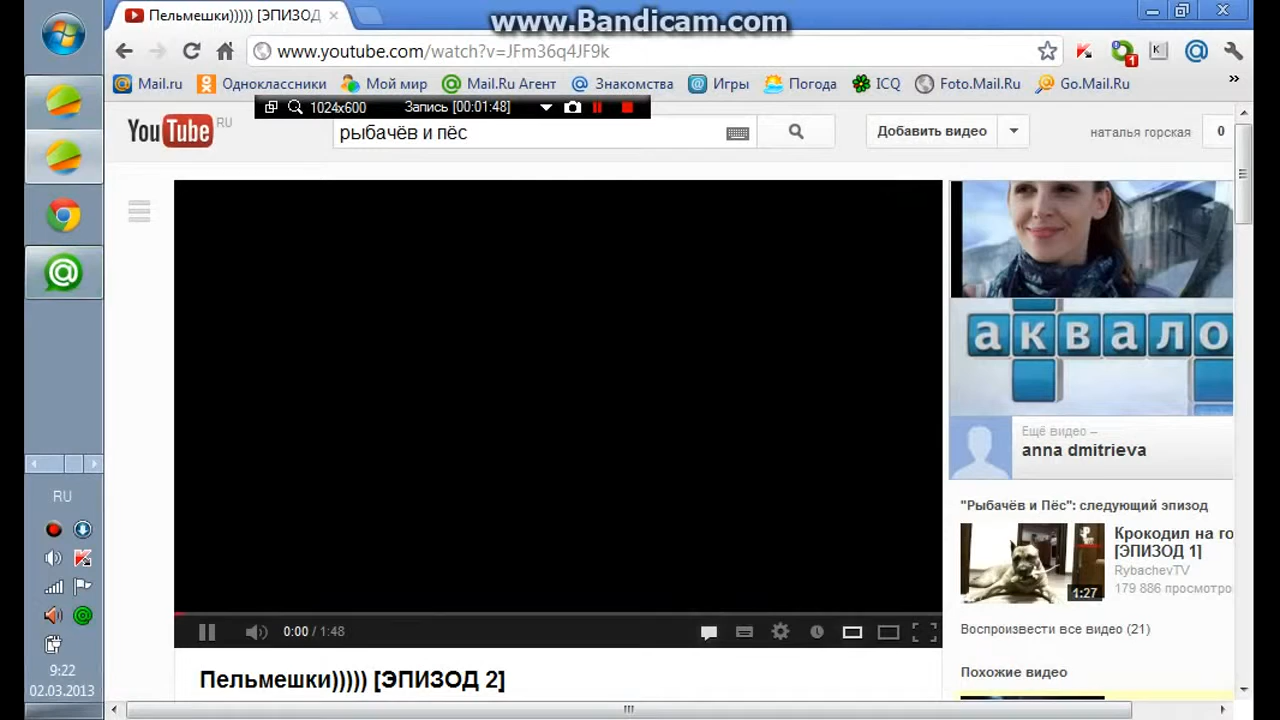 www.Bandicam.com
Пельмешки))))) [ЭПИЗОД
www.youtube.com/watch?v=JFm36q4JF9k
Mail.ru
Одноклассники
Мой мир
Mail.Ru Агент
Знакомства
Игры
Погода
ICQ
Foto.Mail.Ru
Go.Mail.Ru
1024x600
Запись [00:01:48]
YouTube RU
рыбачёв и пёс
Добавить видео
наталья горская
0
аквало
Ещё видео –
anna dmitrieva
"Рыбачёв и Пёс": следующий эпизод
Крокодил на го
[ЭПИЗОД 1]
RybachevTV
179 886 просмотро
1:27
0:00 / 1:48
Воспроизвести все видео (21)
Похожие видео
Пельмешки))))) [ЭПИЗОД 2]
RU
9:22
02.03.2013